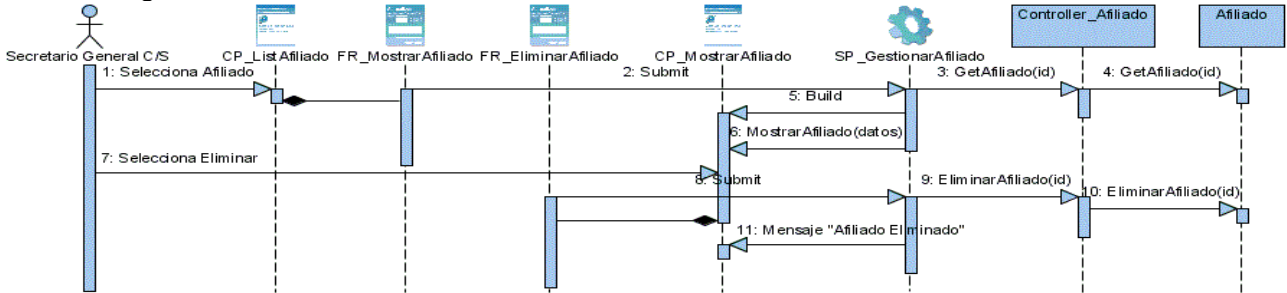 Controller_Afiliado
Afiliado
Secretario General C/S
CP_ListAfiliado
FR_MostrarAfiliado
FR_EliminarAfiliado
CP_MostrarAfiliado
SP_GestionarAfiliado
1: Selecciona Afiliado
2: Submit
3: GetAfiliado(id)
4: GetAfiliado(id)
5: Build
6: MostrarAfiliado(datos)
7: Selecciona Eliminar
8: Submit
9: EliminarAfiliado(id)
10: EliminarAfiliado(id)
11: Mensaje "Afiliado Eliminado"